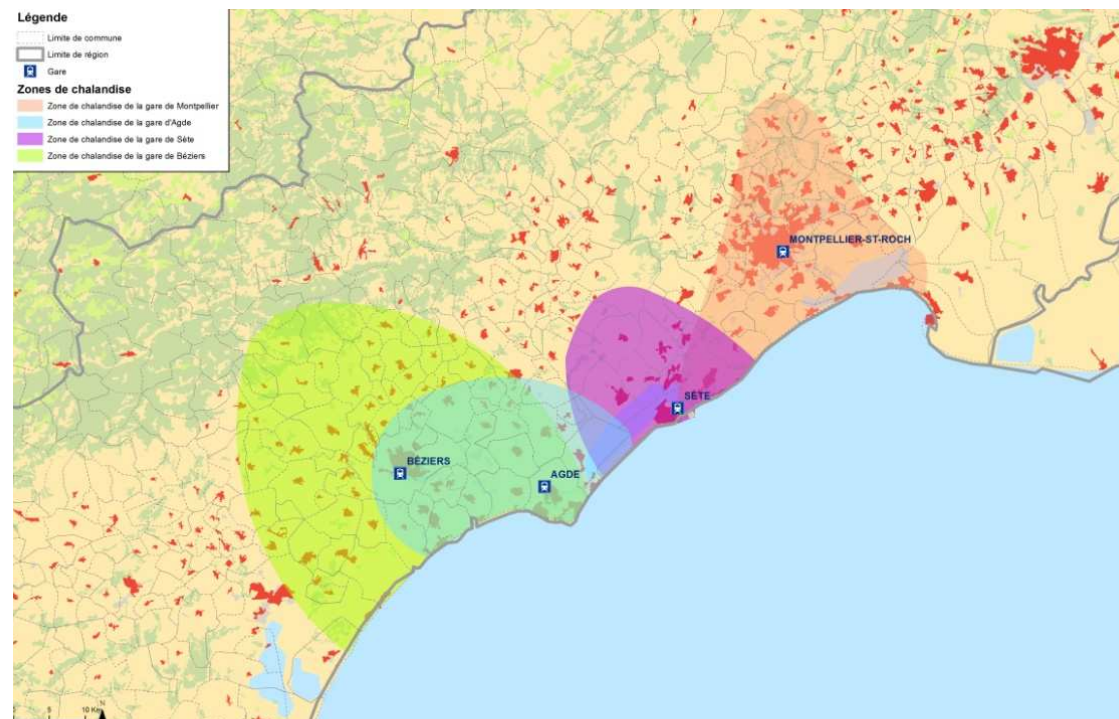 Légende
Limite de commune
Limite de région
Gare
Zones de chalandise
Zone de chalandise de la gare de Montpellier
Zone de chalandise de la gare d'Agde
Zone de chalandise de la gare de Sète
Zone de chalandise de la gare de Béziers
MONTPELLIER-ST-ROCH
SÈTE
BÉZIERS
AGDE
N
5 10 Km